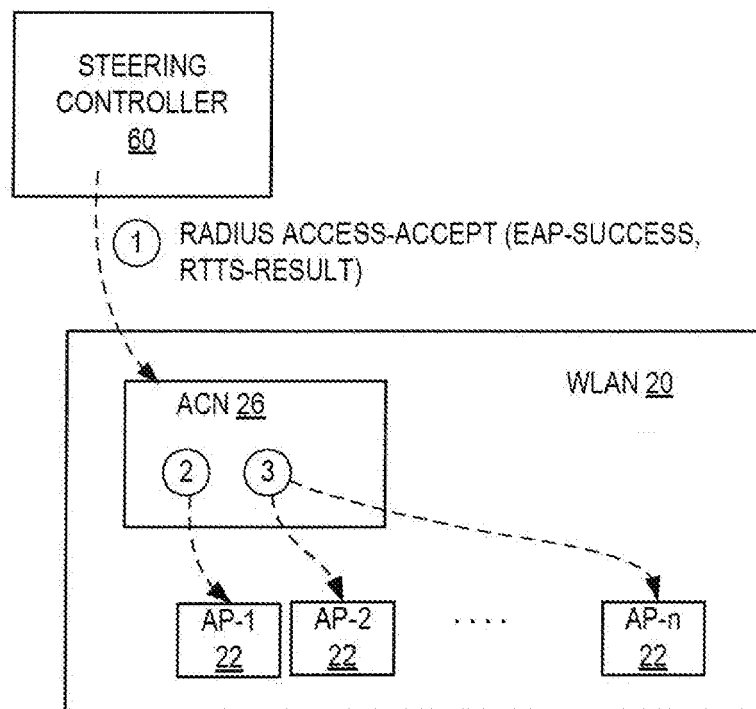 STEERING
CONTROLLER
60
1 RADIUS ACCESS-ACCEPT (EAP-SUCCESS,
RTTS-RESULT)
WLAN 20
ACN 26
2 3
AP-1 AP-2 .... AP-n
22 22 22